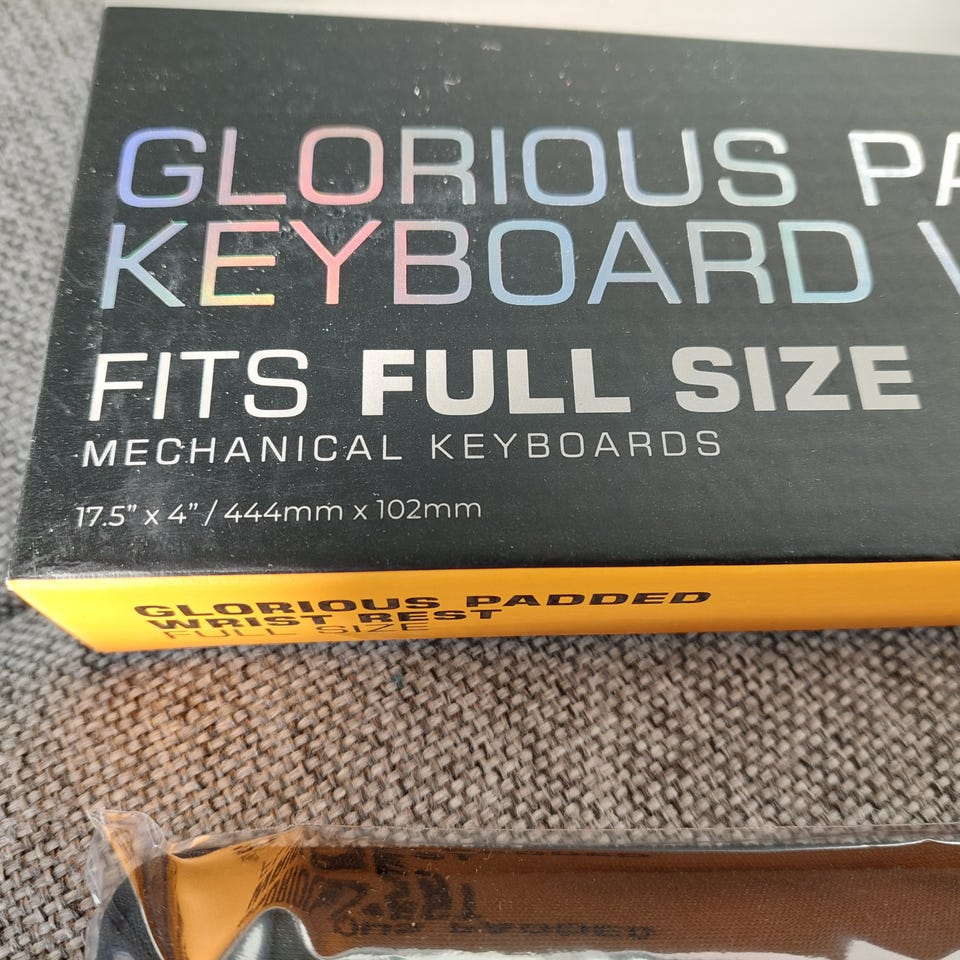 GLORIOUS PA
KEYBOARD
FITS FULL SIZE
MECHANICAL KEYBOARDS
17.5" x 4" / 444mm x 102mm
GLORIOUS PADDED
WRIST REST
FULL SIZE